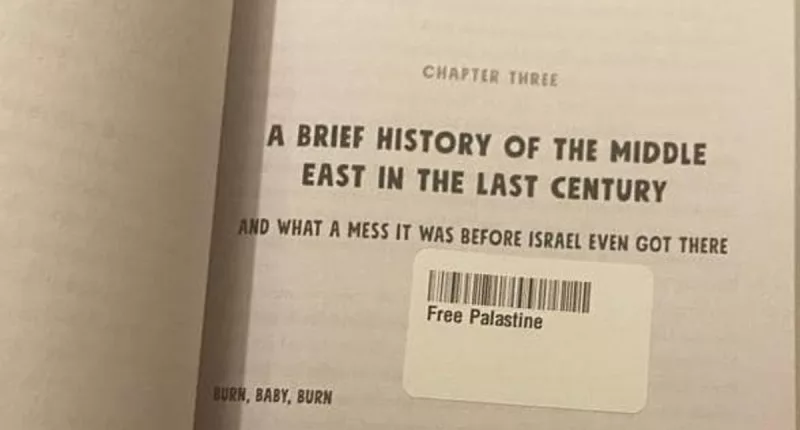 CHAPTER THREE
A BRIEF HISTORY OF THE MIDDLE
EAST IN THE LAST CENTURY
AND WHAT A MESS IT WAS BEFORE ISRAEL EVEN GOT THERE
Free Palastine
BURN, BABY, BURN